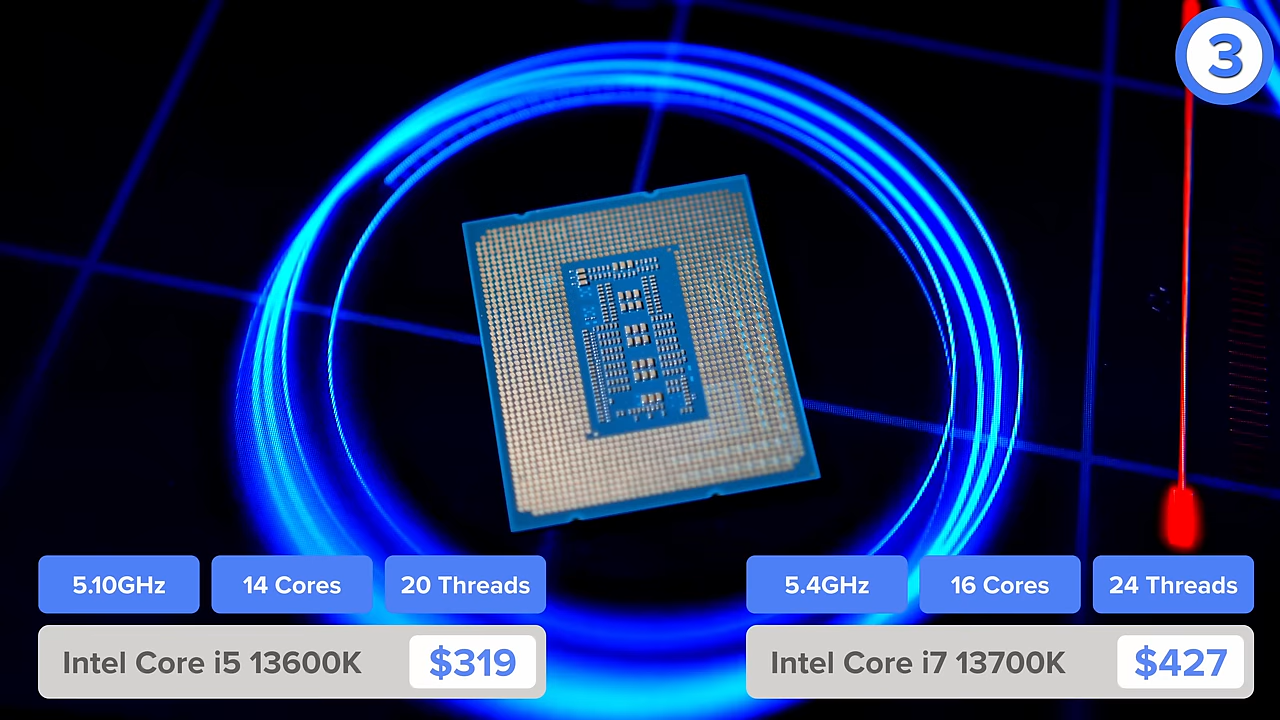 3
5.10GHz
14 Cores
20 Threads
Intel Core i5 13600K
$319
5.4GHz
16 Cores
24 Threads
Intel Core i7 13700K
$427